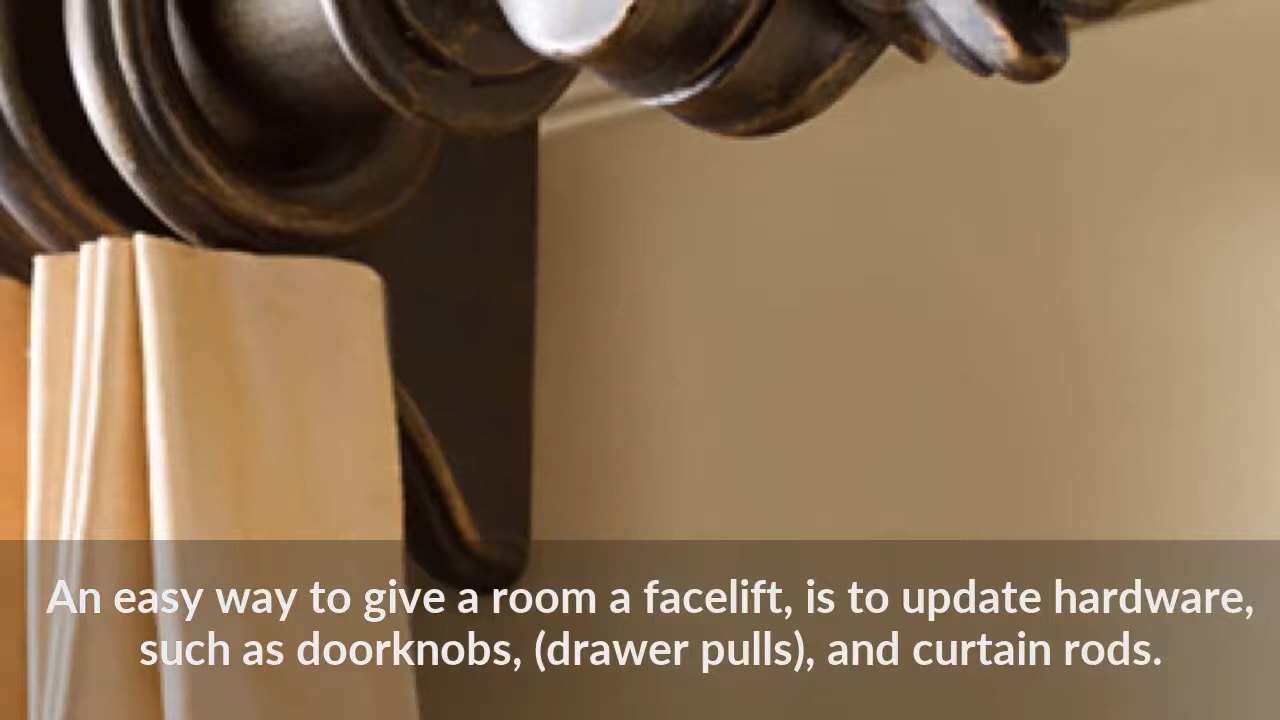 An easy way to give a room a facelift, is to update hardware,
such as doorknobs, (drawer pulls), and curtain rods.